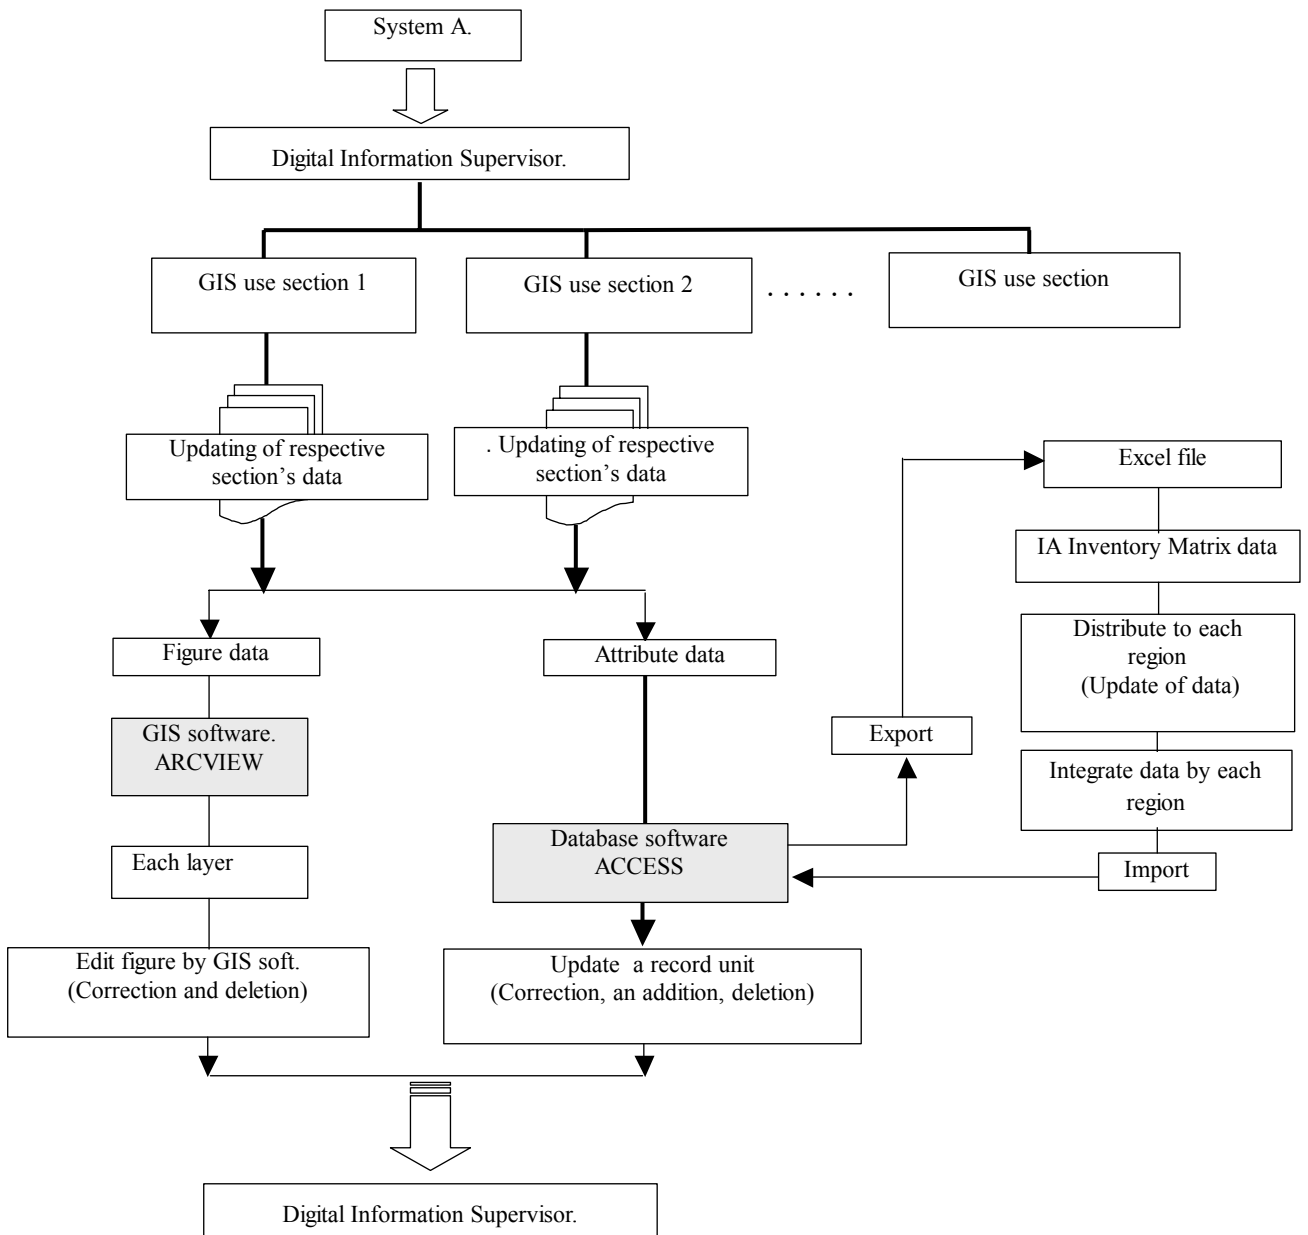 System A.
Digital Information Supervisor.
GIS use section 1
GIS use section 2
. . . . . .
GIS use section
Updating of respective
section’s data
. Updating of respective
section’s data
Excel file
IA Inventory Matrix data
Distribute to each
region
(Update of data)
Integrate data by each
region
Import
Export
Figure data
Attribute data
GIS software.
ARCVIEW
Database software
ACCESS
Each layer
Edit figure by GIS soft.
(Correction and deletion)
Update a record unit
(Correction, an addition, deletion)
Digital Information Supervisor.